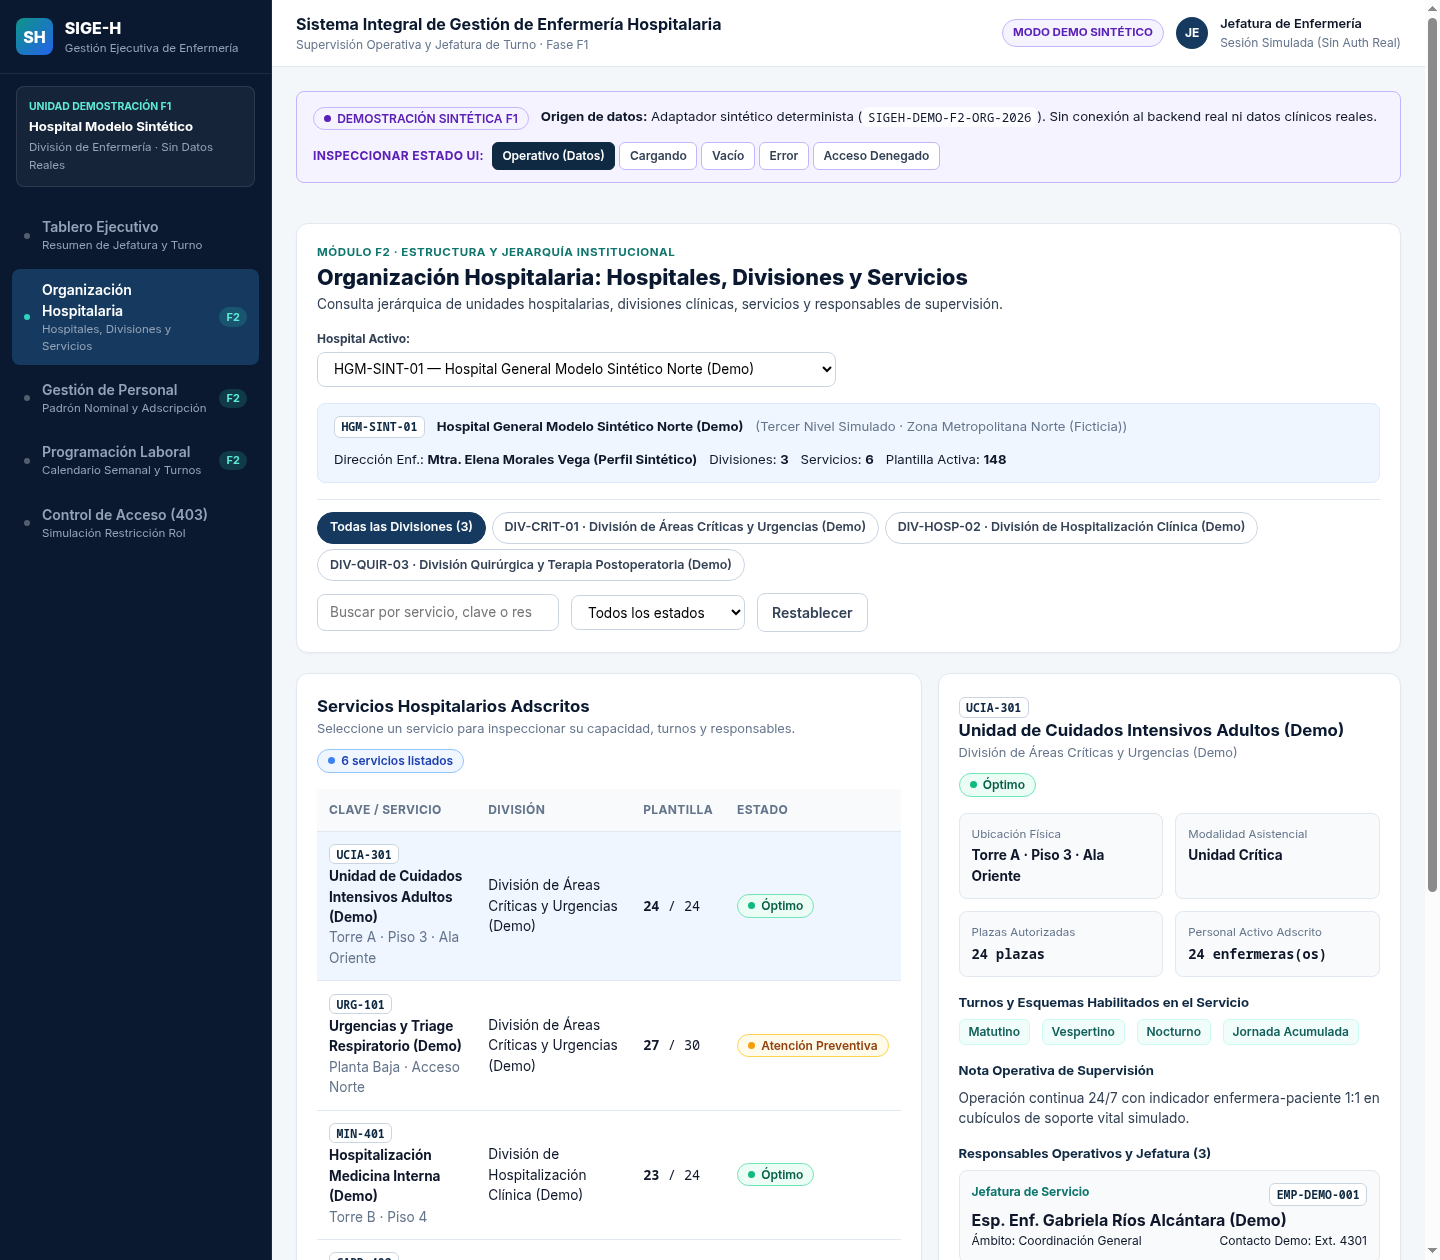 SH
SIGE-H
Gestión Ejecutiva de Enfermería
UNIDAD DEMOSTRACIÓN F1
Hospital Modelo Sintético
División de Enfermería · Sin Datos
Reales
Tablero Ejecutivo
Resumen de Jefatura y Turno
Organización
Hospitalaria
Hospitales, Divisiones y
Servicios
F2
Gestión de Personal
Padrón Nominal y Adscripción
F2
Programación Laboral
Calendario Semanal y Turnos
F2
Control de Acceso (403)
Simulación Restricción Rol
Sistema Integral de Gestión de Enfermería Hospitalaria
Supervisión Operativa y Jefatura de Turno · Fase F1
MODO DEMO SINTÉTICO
JE
Jefatura de Enfermería
Sesión Simulada (Sin Auth Real)
DEMOSTRACIÓN SINTÉTICA F1
Origen de datos: Adaptador sintético determinista ( SIGEH-DEMO-F2-ORG-2026 ). Sin conexión al backend real ni datos clínicos reales.
INSPECCIONAR ESTADO UI: Operativo (Datos) Cargando Vacío Error Acceso Denegado
MÓDULO F2 · ESTRUCTURA Y JERARQUÍA INSTITUCIONAL
Organización Hospitalaria: Hospitales, Divisiones y Servicios
Consulta jerárquica de unidades hospitalarias, divisiones clínicas, servicios y responsables de supervisión.
Hospital Activo:
HGM-SINT-01 — Hospital General Modelo Sintético Norte (Demo)
HGM-SINT-01 Hospital General Modelo Sintético Norte (Demo) (Tercer Nivel Simulado · Zona Metropolitana Norte (Ficticia))
Dirección Enf.: Mtra. Elena Morales Vega (Perfil Sintético) Divisiones: 3 Servicios: 6 Plantilla Activa: 148
Todas las Divisiones (3) DIV-CRIT-01 · División de Áreas Críticas y Urgencias (Demo) DIV-HOSP-02 · División de Hospitalización Clínica (Demo)
DIV-QUIR-03 · División Quirúrgica y Terapia Postoperatoria (Demo)
Buscar por servicio, clave o res Todos los estados Restablecer
Servicios Hospitalarios Adscritos
Seleccione un servicio para inspeccionar su capacidad, turnos y responsables.
6 servicios listados
CLAVE / SERVICIO DIVISIÓN PLANTILLA ESTADO
UCIA-301
Unidad de Cuidados
Intensivos Adultos
(Demo)
Torre A · Piso 3 · Ala
Oriente
División de Áreas
Críticas y Urgencias
(Demo)
24 / 24
Óptimo
URG-101
Urgencias y Triage
Respiratorio (Demo)
Planta Baja · Acceso
Norte
División de Áreas
Críticas y Urgencias
(Demo)
27 / 30
Atención Preventiva
MIN-401
Hospitalización
Medicina Interna
(Demo)
Torre B · Piso 4
División de
Hospitalización
Clínica (Demo)
23 / 24
Óptimo
UCIA-301
Unidad de Cuidados Intensivos Adultos (Demo)
División de Áreas Críticas y Urgencias (Demo)
Óptimo
Ubicación Física
Torre A · Piso 3 · Ala
Oriente
Modalidad Asistencial
Unidad Crítica
Plazas Autorizadas
24 plazas
Personal Activo Adscrito
24 enfermeras(os)
Turnos y Esquemas Habilitados en el Servicio
Matutino Vespertino Nocturno Jornada Acumulada
Nota Operativa de Supervisión
Operación continua 24/7 con indicador enfermera-paciente 1:1 en
cubículos de soporte vital simulado.
Responsables Operativos y Jefatura (3)
Jefatura de Servicio EMP-DEMO-001
Esp. Enf. Gabriela Ríos Alcántara (Demo)
Ámbito: Coordinación General Contacto Demo: Ext. 4301